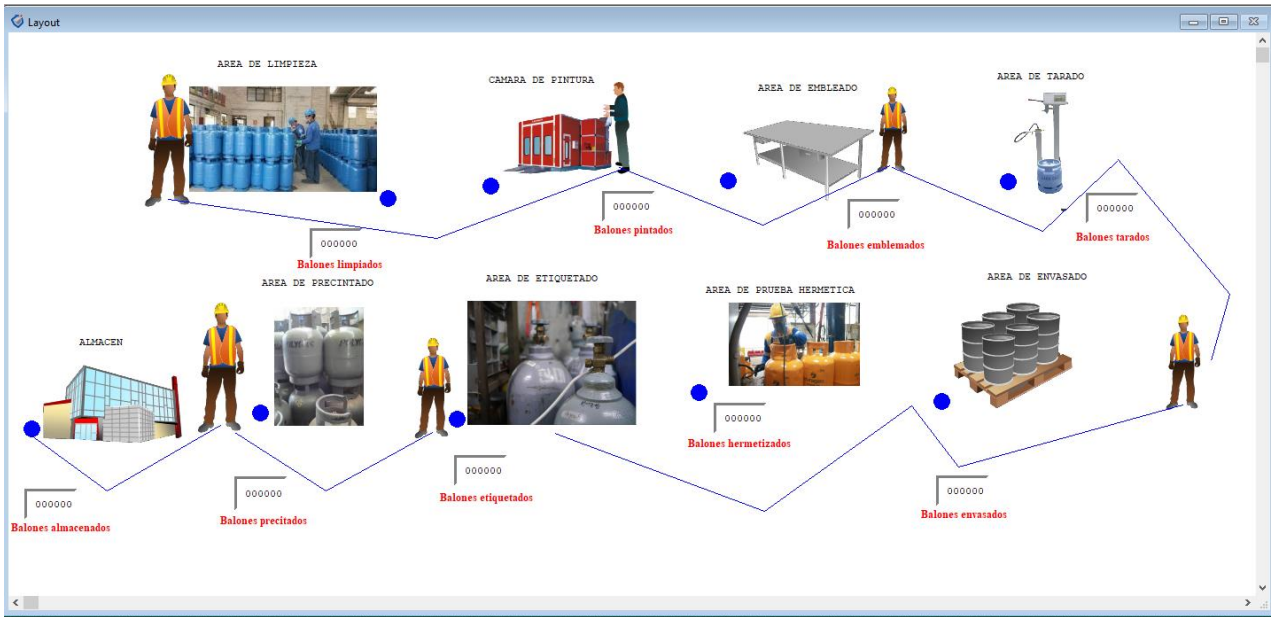 Layout
AREA DE LIMPIEZA
CAMARA DE PINTURA
AREA DE EMBLEADO
AREA DE TARADO
000000
Balones limpiados
000000
Balones pintados
000000
Balones emblemados
000000
Balones tarados
AREA DE PRECINTADO
AREA DE ETIQUETADO
AREA DE PRUEBA HERMETICA
AREA DE ENVASADO
ALMACEN
000000
Balones almacenados
000000
Balones precitados
000000
Balones etiquetados
000000
Balones hermetizados
000000
Balones envasados